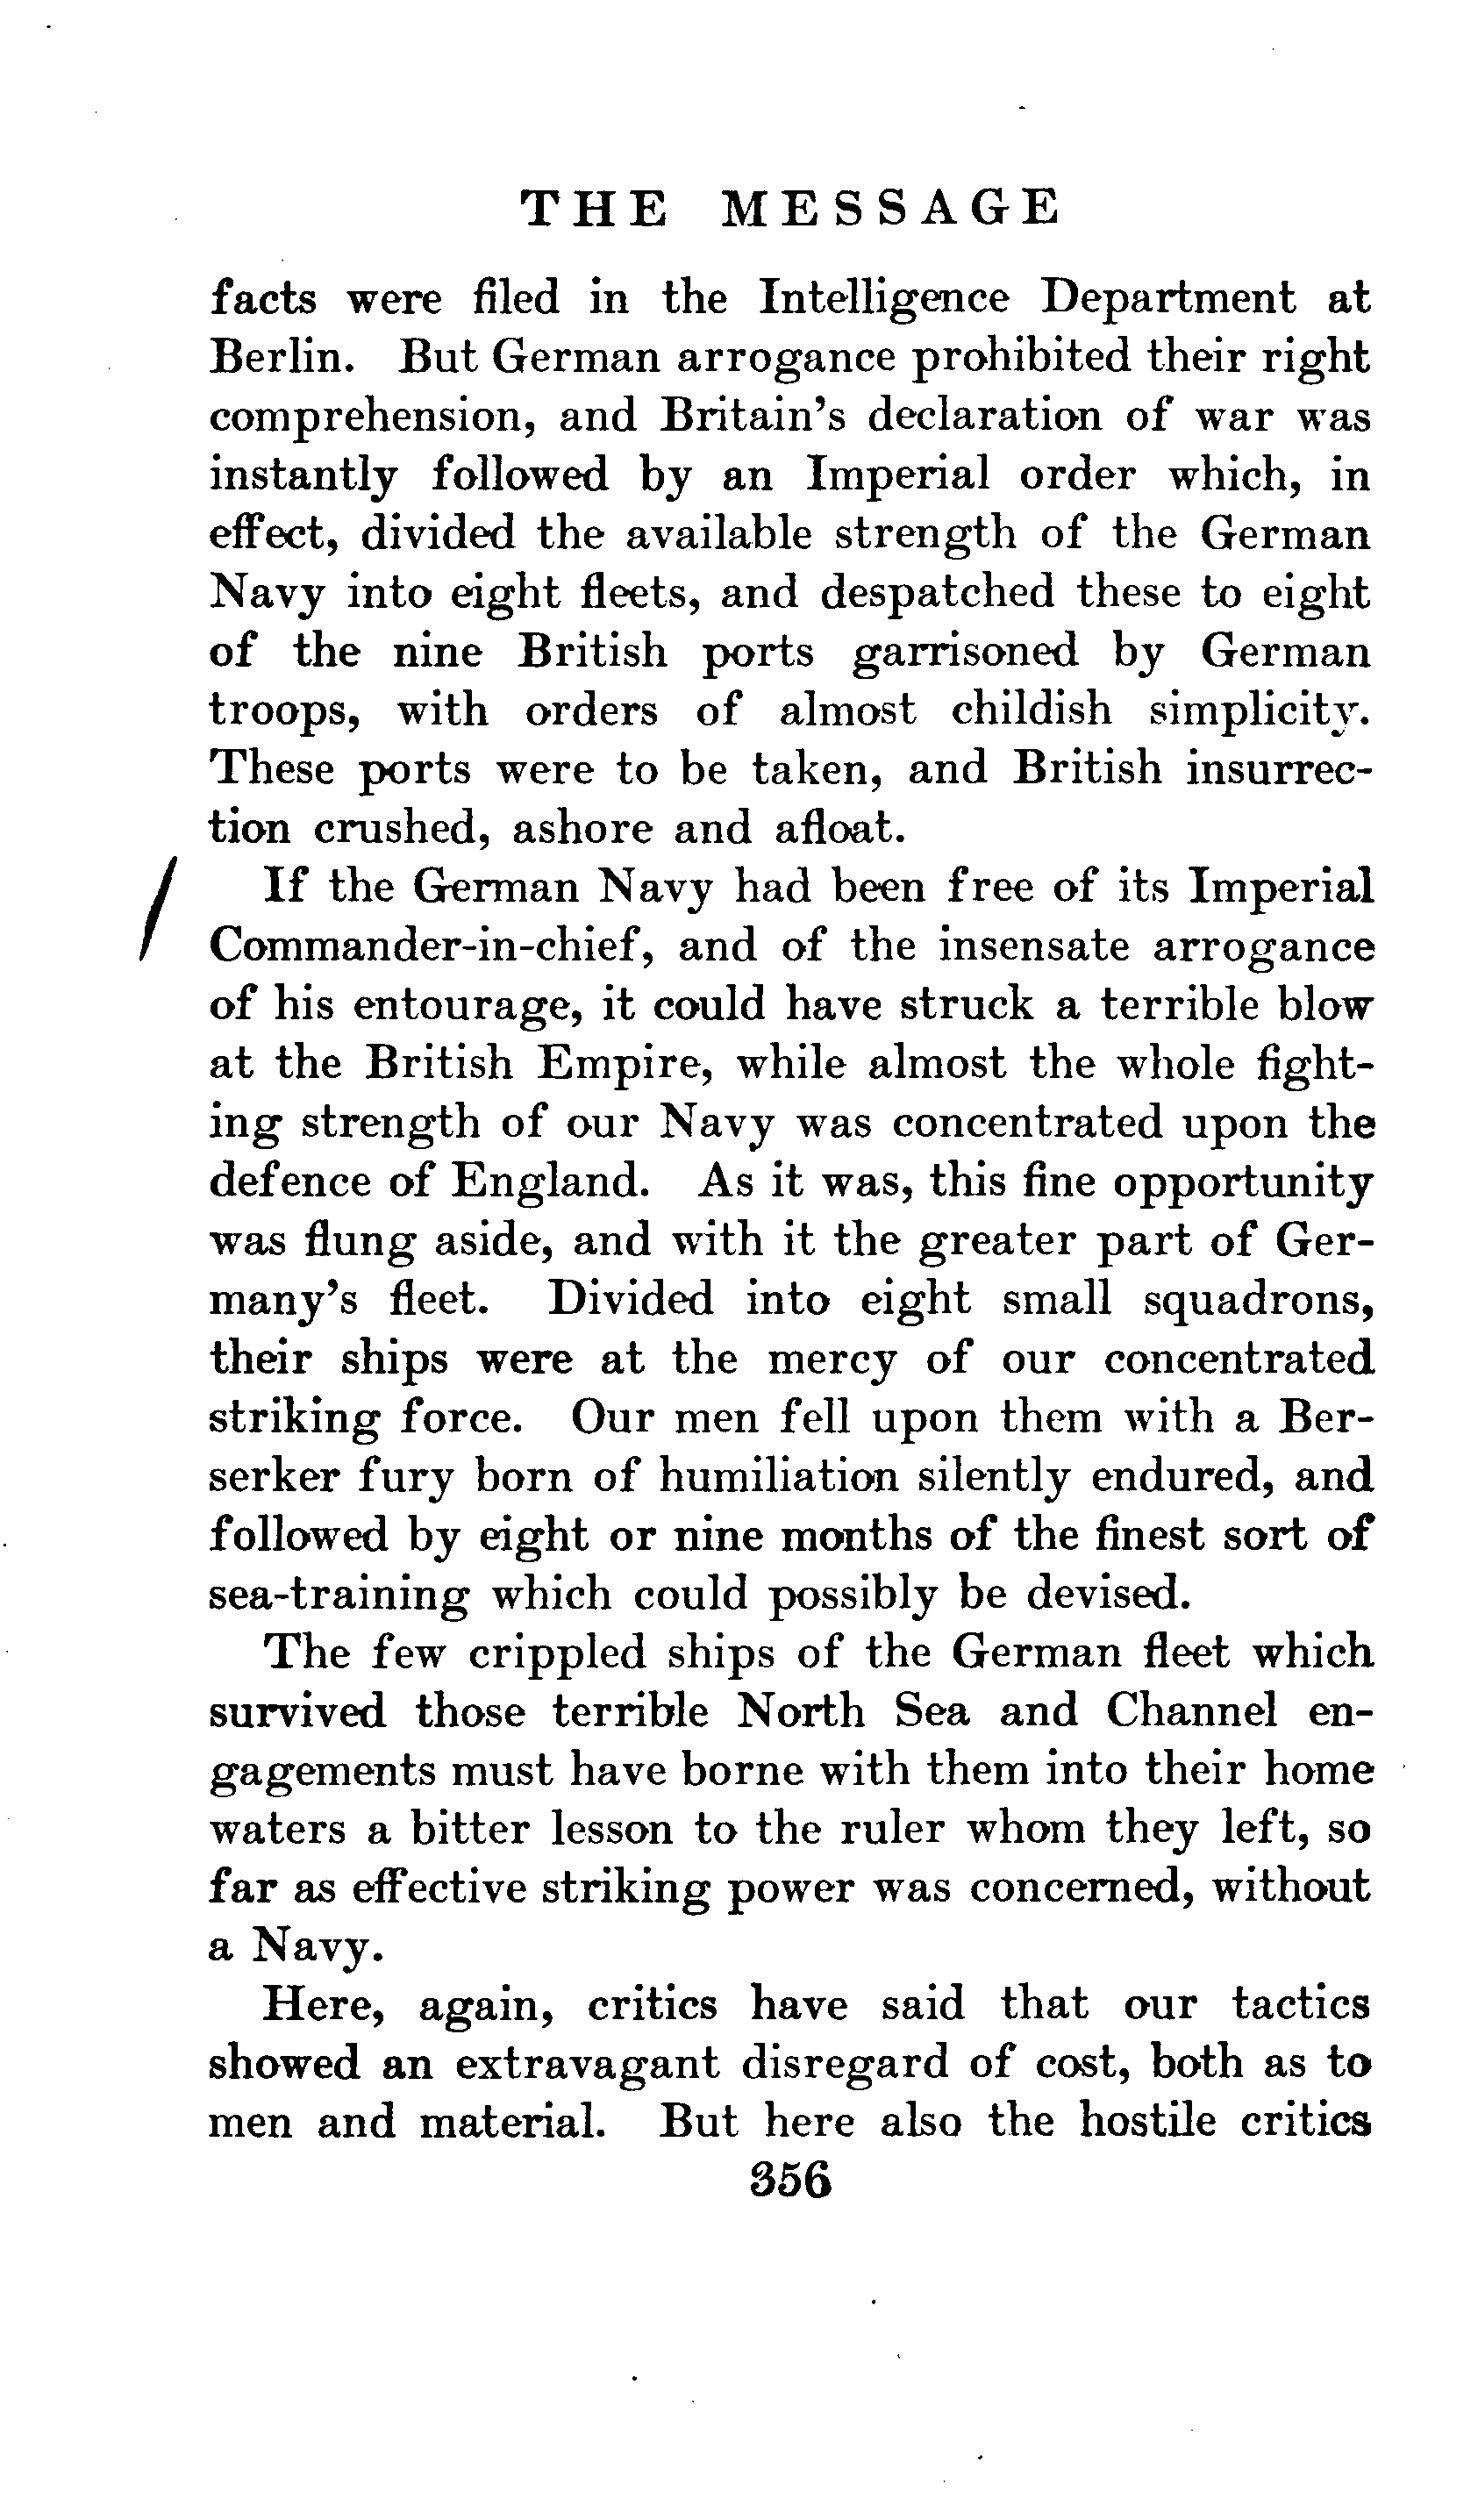 THE MESSAGE
facts were filed in the Intelligence Department at
Berlin. But German arrogance prohibited their right
comprehension, and Britain's declaration of war was
instantly followed by an Imperial order which, in
effect, divided the available strength of the German
Navy into eight fleets, and despatched these to eight
of the nine British ports garrisoned by German
troops, with orders of almost childish simplicity.
These ports were to be taken, and British insurrec-
tion crushed, ashore and afloat.
If the German Navy had been free of its Imperial
Commander-in-chief, and of the insensate arrogance
of his entourage, it could have struck a terrible blow
at the British Empire, while almost the whole fight-
ing strength of our Navy was concentrated upon the
defence of England. As it was, this fine opportunity
was flung aside, and with it the greater part of Ger-
many's fleet. Divided into eight small squadrons,
their ships were at the mercy of our concentrated
striking force. Our men fell upon them with a Ber-
serker fury born of humiliation silently endured, and
followed by eight or nine months of the finest sort of
sea-training which could possibly be devised.
The few crippled ships of the German fleet which
survived those terrible North Sea and Channel en-
gagements must have borne with them into their home
waters a bitter lesson to the ruler whom they left, so
far as effective striking power was concerned, without
a Navy.
Here, again, critics have said that our tactics
showed an extravagant disregard of cost, both as to
men and material. But here also the hostile critics
356